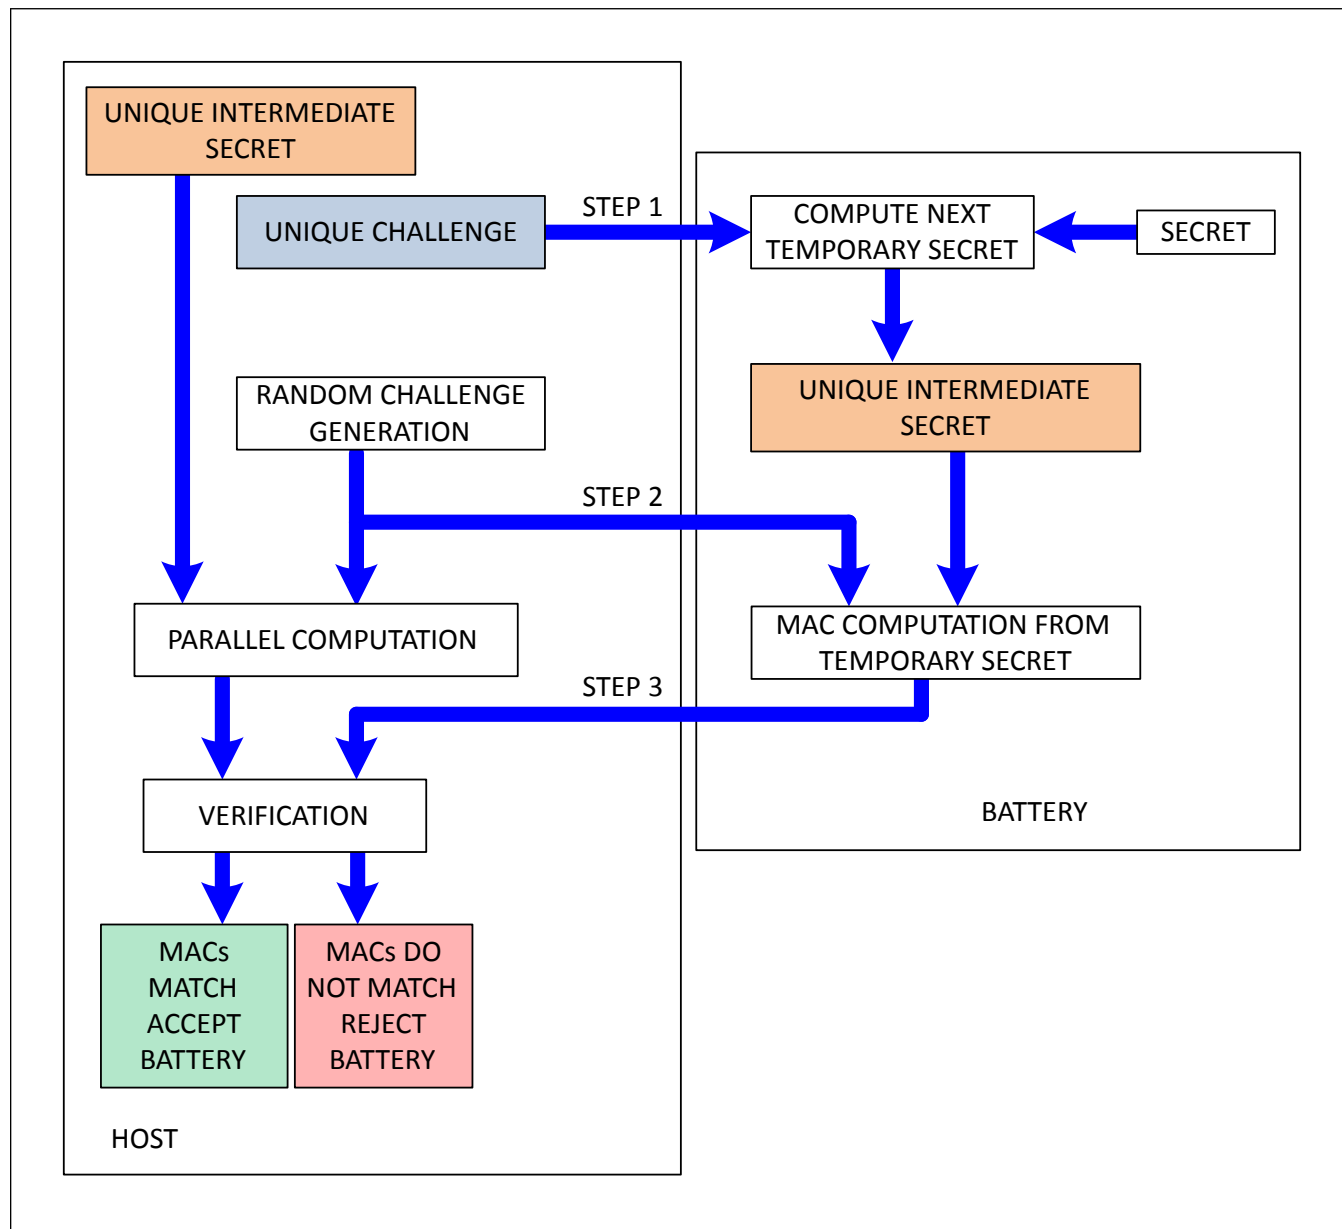 UNIQUE INTERMEDIATE
SECRET
UNIQUE CHALLENGE
STEP 1
COMPUTE NEXT
TEMPORARY SECRET
SECRET
RANDOM CHALLENGE
GENERATION
UNIQUE INTERMEDIATE
SECRET
STEP 2
PARALLEL COMPUTATION
MAC COMPUTATION FROM
TEMPORARY SECRET
STEP 3
VERIFICATION
BATTERY
MACs
MATCH
ACCEPT
BATTERY
MACs DO
NOT MATCH
REJECT
BATTERY
HOST